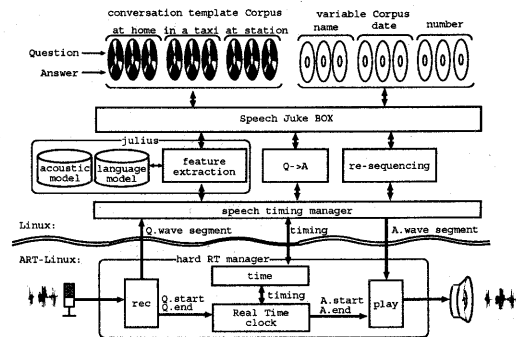 conversation template Corpus
variable Corpus
at home in a taxi at station
name
date
number
Question
Answer
Speech Juke BOX
julius
acoustic model
language model
feature extraction
Q->A
re-sequencing
speech timing manager
Linux:
Q.wave segment
timing
A.wave segment
ART-Linux:
hard RT manager
time
timing
rec
Q.start
Q.end
Real Time clock
A.start
A.end
play